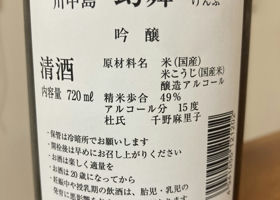 川中島 幻舞 げんぶ
吟醸
清酒
内容量 720㎖
原材料名 米(国産)
米こうじ(国産米)
醸造アルコール
精米歩合 49%
アルコール分 15度
杜氏 千野麻里子
・保管は冷暗所でお願いします
・開栓後は早めにお召し上がりください
・お酒は楽しく適量を
・お酒は20歳になってから
・妊娠中や授乳期の飲酒は、胎児・乳児の